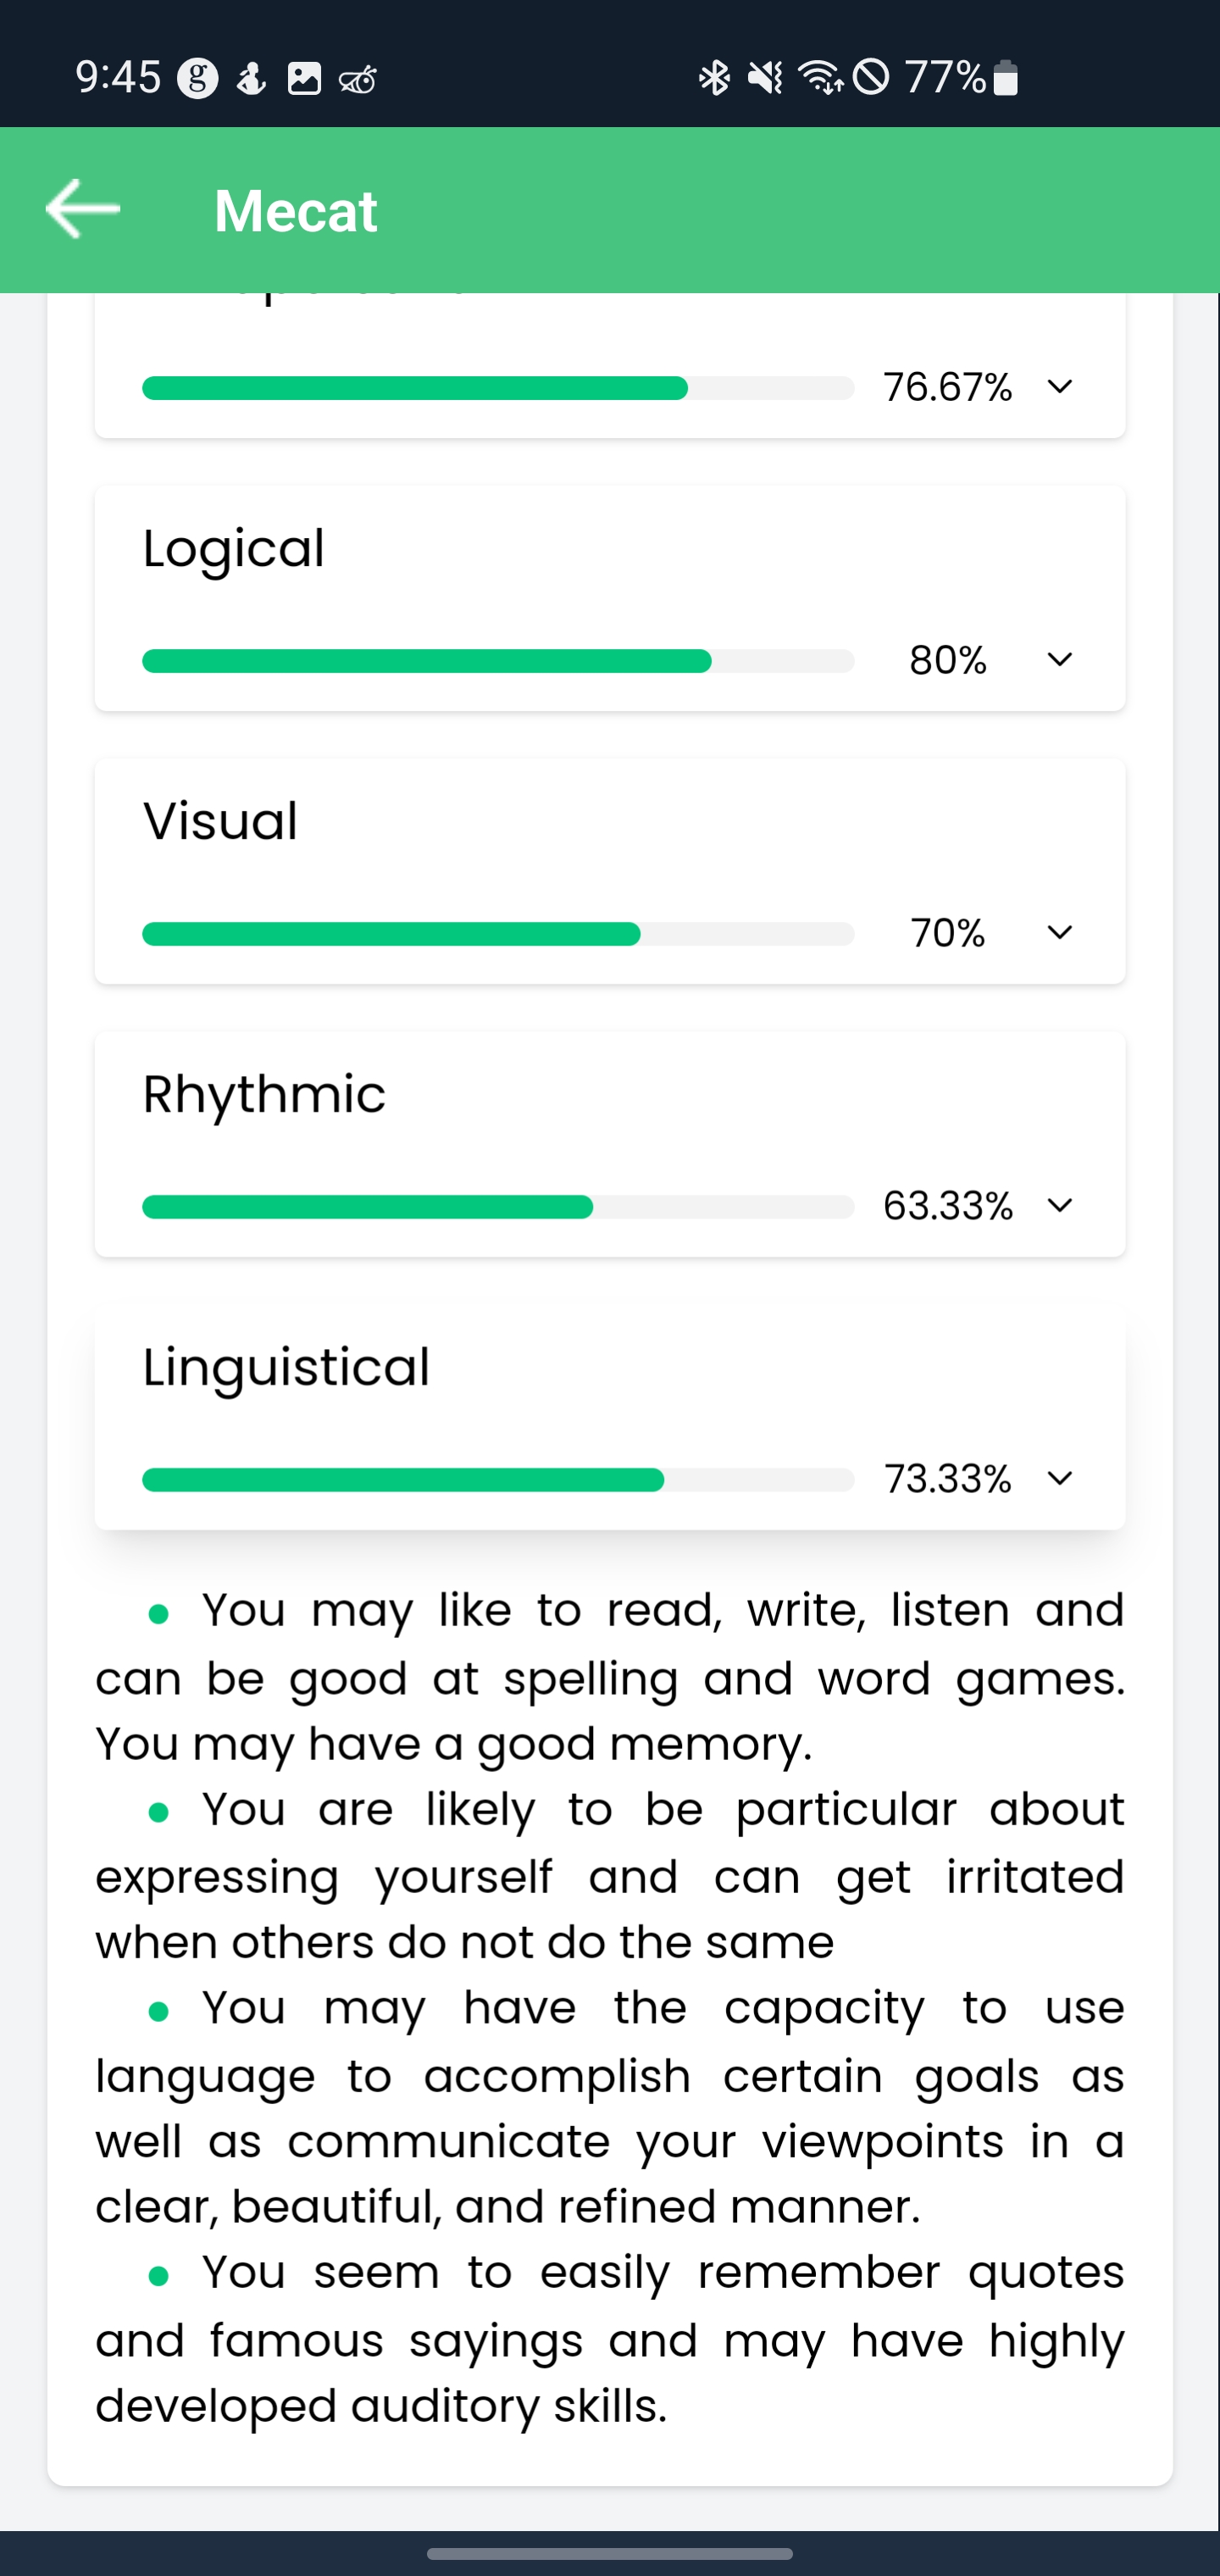 9:45
77%
Mecat
76.67%
Logical
80%
Visual
70%
Rhythmic
63.33%
Linguistical
73.33%
● You may like to read, write, listen and
can be good at spelling and word games.
You may have a good memory.
● You are likely to be particular about
expressing yourself and can get irritated
when others do not do the same
● You may have the capacity to use
language to accomplish certain goals as
well as communicate your viewpoints in a
clear, beautiful, and refined manner.
● You seem to easily remember quotes
and famous sayings and may have highly
developed auditory skills.